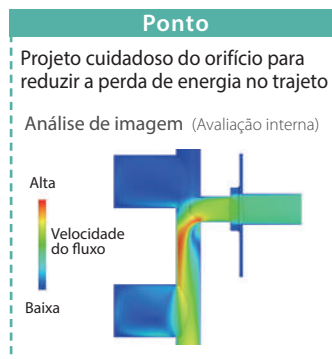 Ponto
Projeto cuidadoso do orifício para
reduzir a perda de energia no trajeto
Análise de imagem (Avaliação interna)
Alta
Velocidade
do fluxo
Baixa